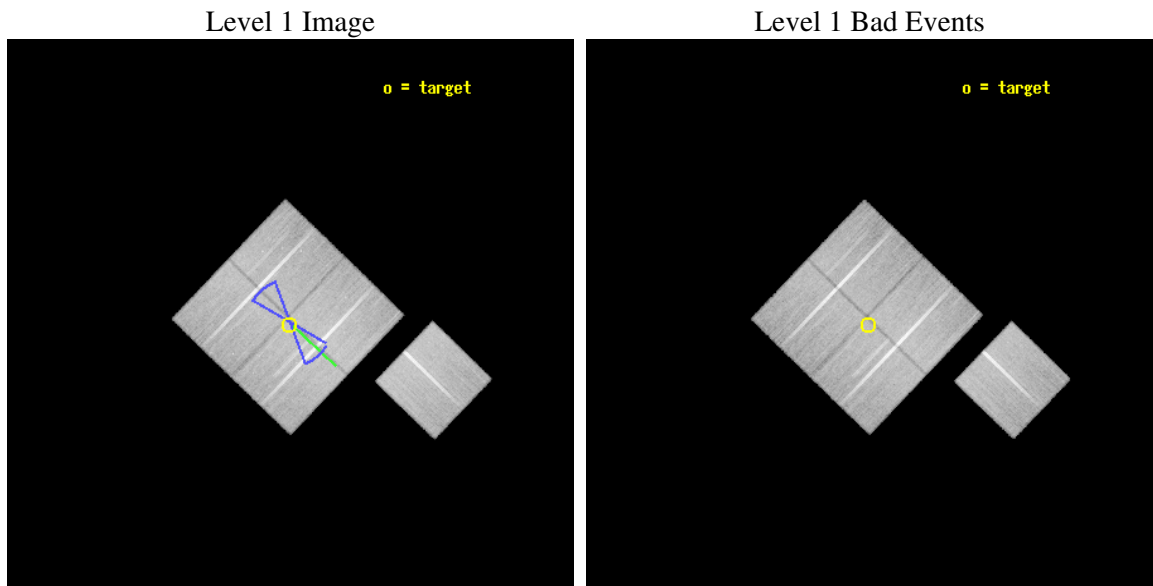 Level 1 Image
Level 1 Bad Events
o = target
o = target